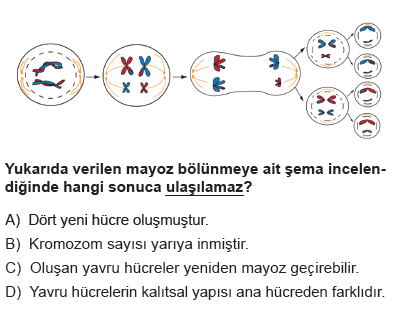 Yukarıda verilen mayoz bölünmeye ait şema incelen-
diğinde hangi sonuca ulaşılamaz?
A) Dört yeni hücre oluşmuştur.
B) Kromozom sayısı yarıya inmiştir.
C) Oluşan yavru hücreler yeniden mayoz geçirebilir.
D) Yavru hücrelerin kalıtsal yapısı ana hücreden farklıdır.